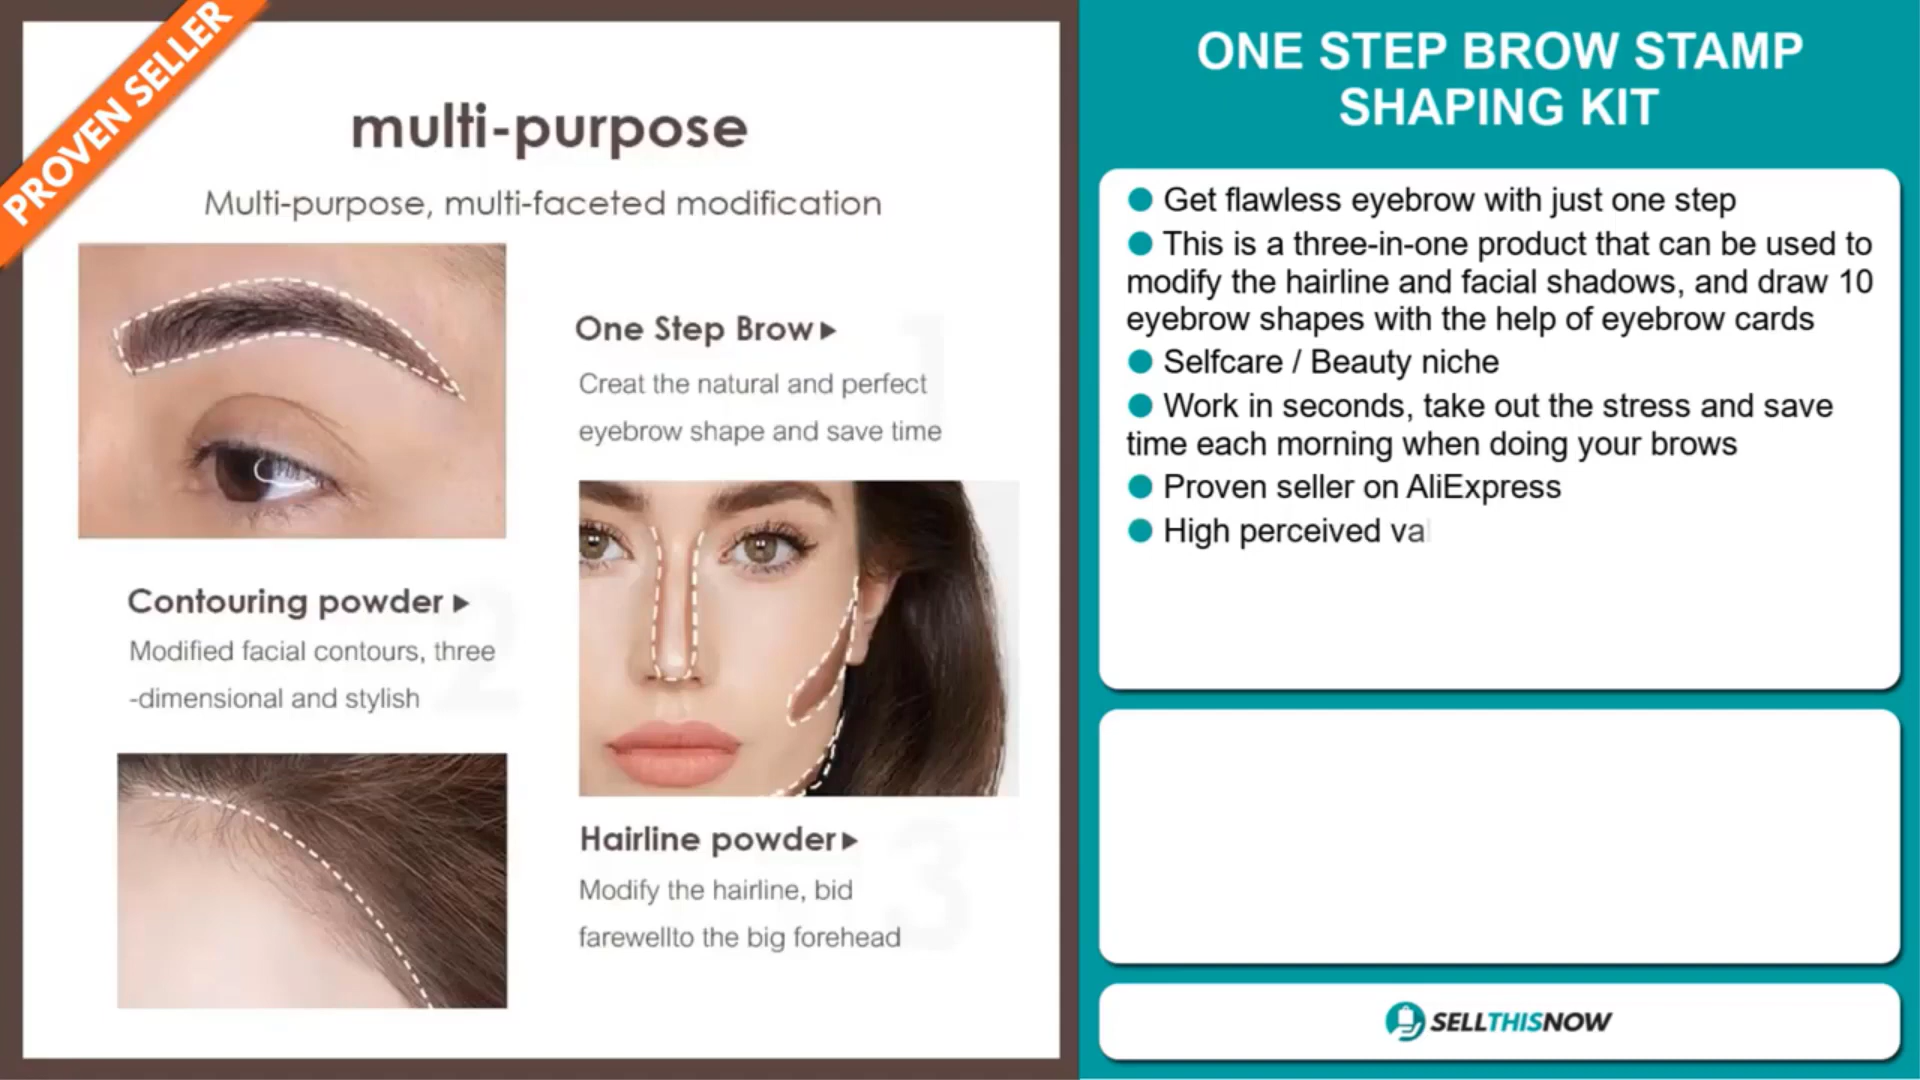 PROVEN SELLER
multi-purpose
Multi-purpose, multi-faceted modification
One Step Brow
Creat the natural and perfect
eyebrow shape and save time
1
Contouring powder
Modified facial contours, three
-dimensional and stylish
2
Hairline powder
Modify the hairline, bid
farewellto the big forehead
3
ONE STEP BROW STAMP
SHAPING KIT
Get flawless eyebrow with just one step
This is a three-in-one product that can be used to
modify the hairline and facial shadows, and draw 10
eyebrow shapes with the help of eyebrow cards
Selfcare / Beauty niche
Work in seconds, take out the stress and save
time each morning when doing your brows
Proven seller on AliExpress
High perceived va
SELLTHISNOW